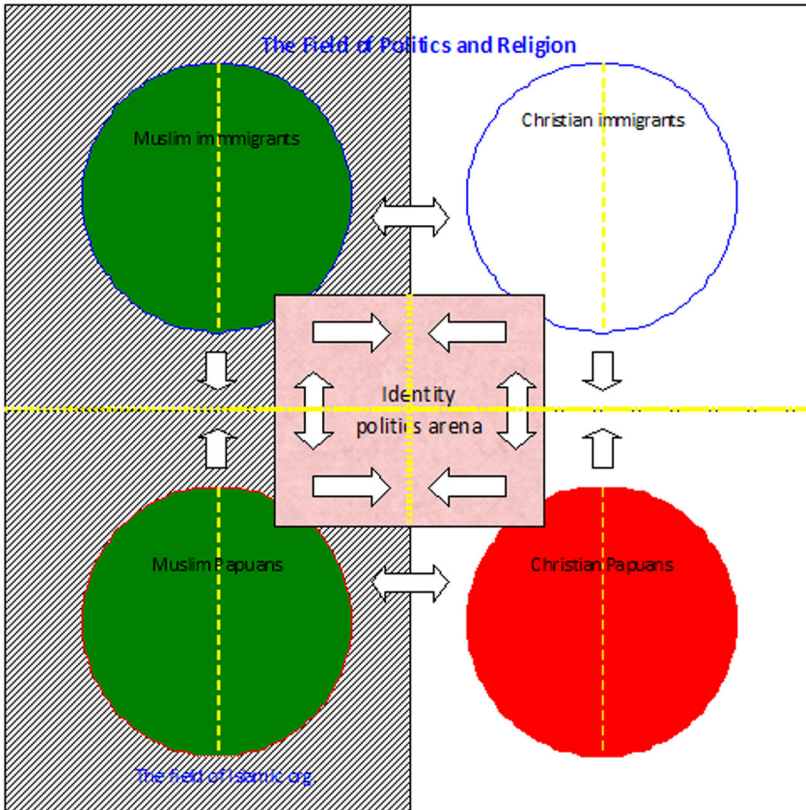 The Field of Politics and Religion
Muslim immmigrants
Christian immigrants
Identity
politics arena
Muslim Papuans
Christian Papuans
The field of Islamic org.